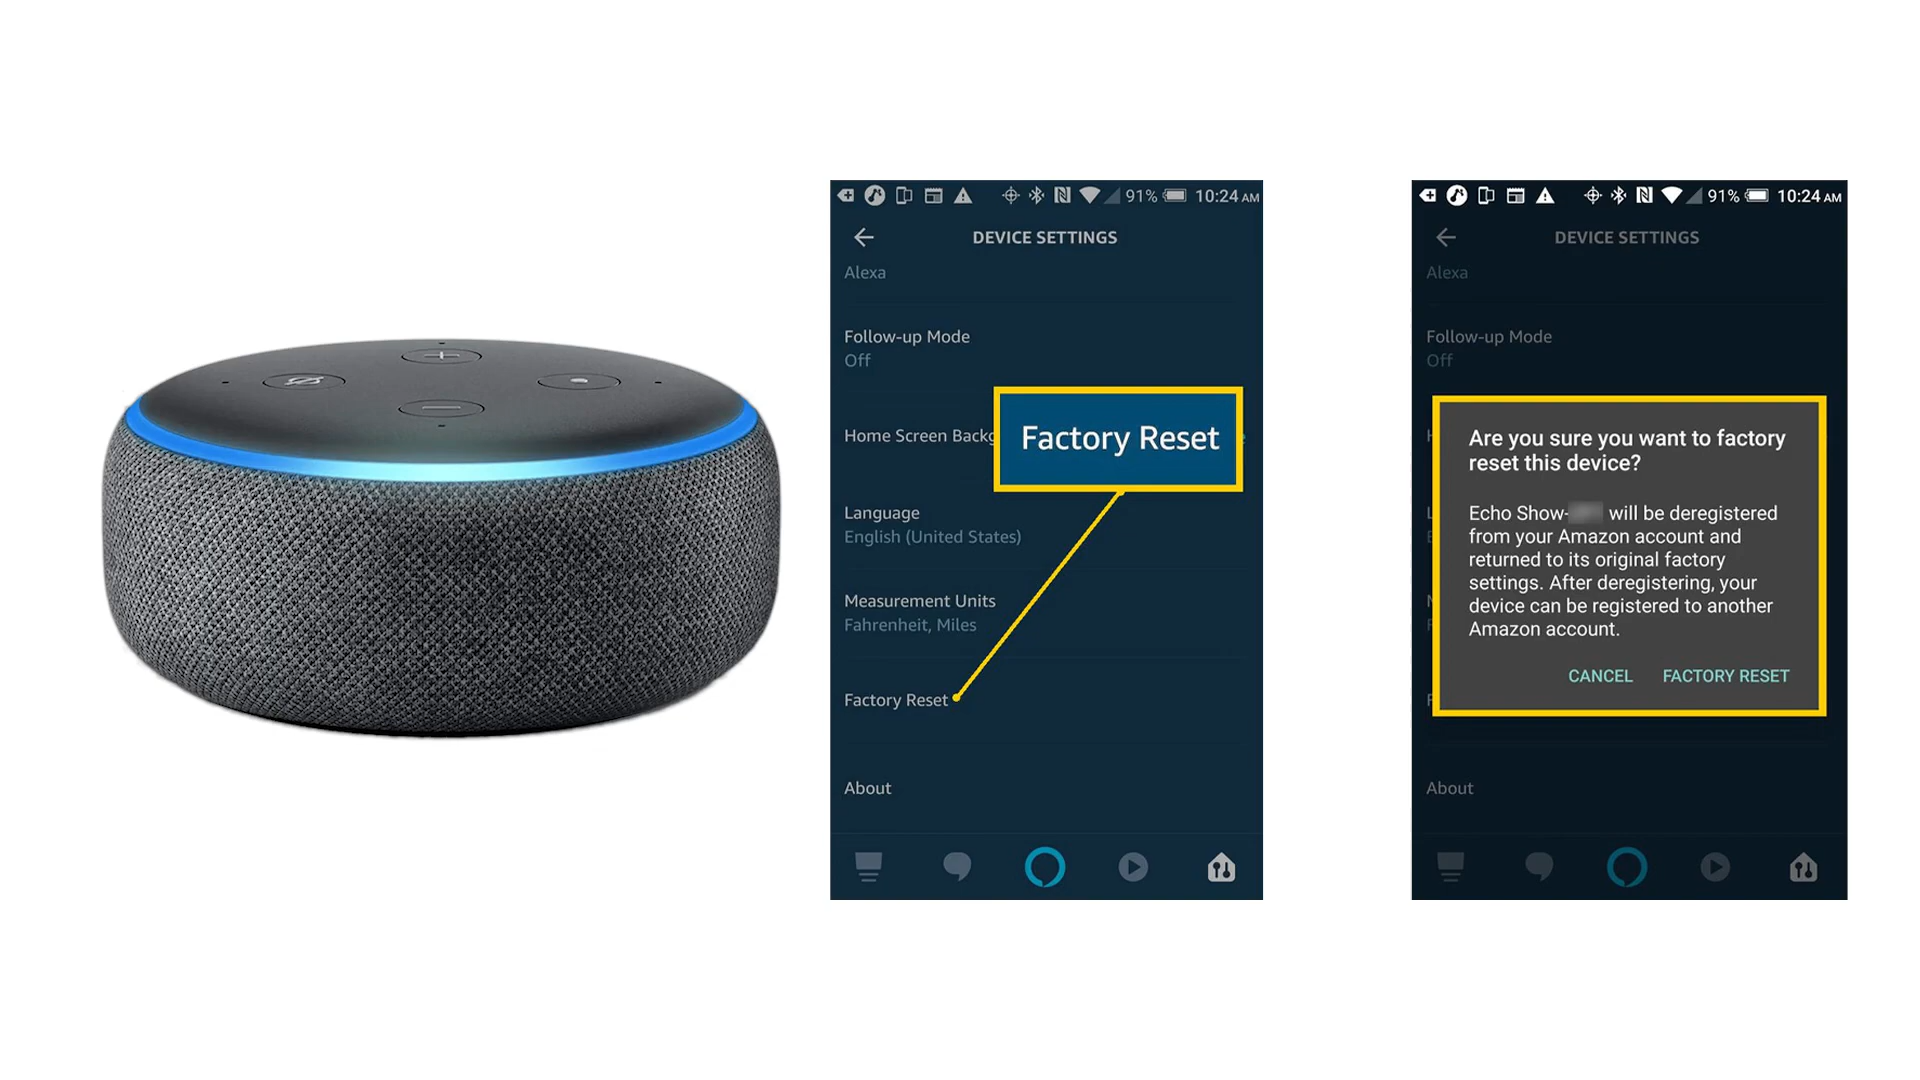 91% 10:24 AM
DEVICE SETTINGS
Alexa
Follow-up Mode
Off
Home Screen Backg
Factory Reset
Language
English (United States)
Measurement Units
Fahrenheit, Miles
Factory Reset
About
91% 10:24 AM
DEVICE SETTINGS
Alexa
Follow-up Mode
Off
Are you sure you want to factory
reset this device?
Echo Show- will be deregistered
from your Amazon account and
returned to its original factory
settings. After deregistering, your
device can be registered to another
Amazon account.
CANCEL FACTORY RESET
About